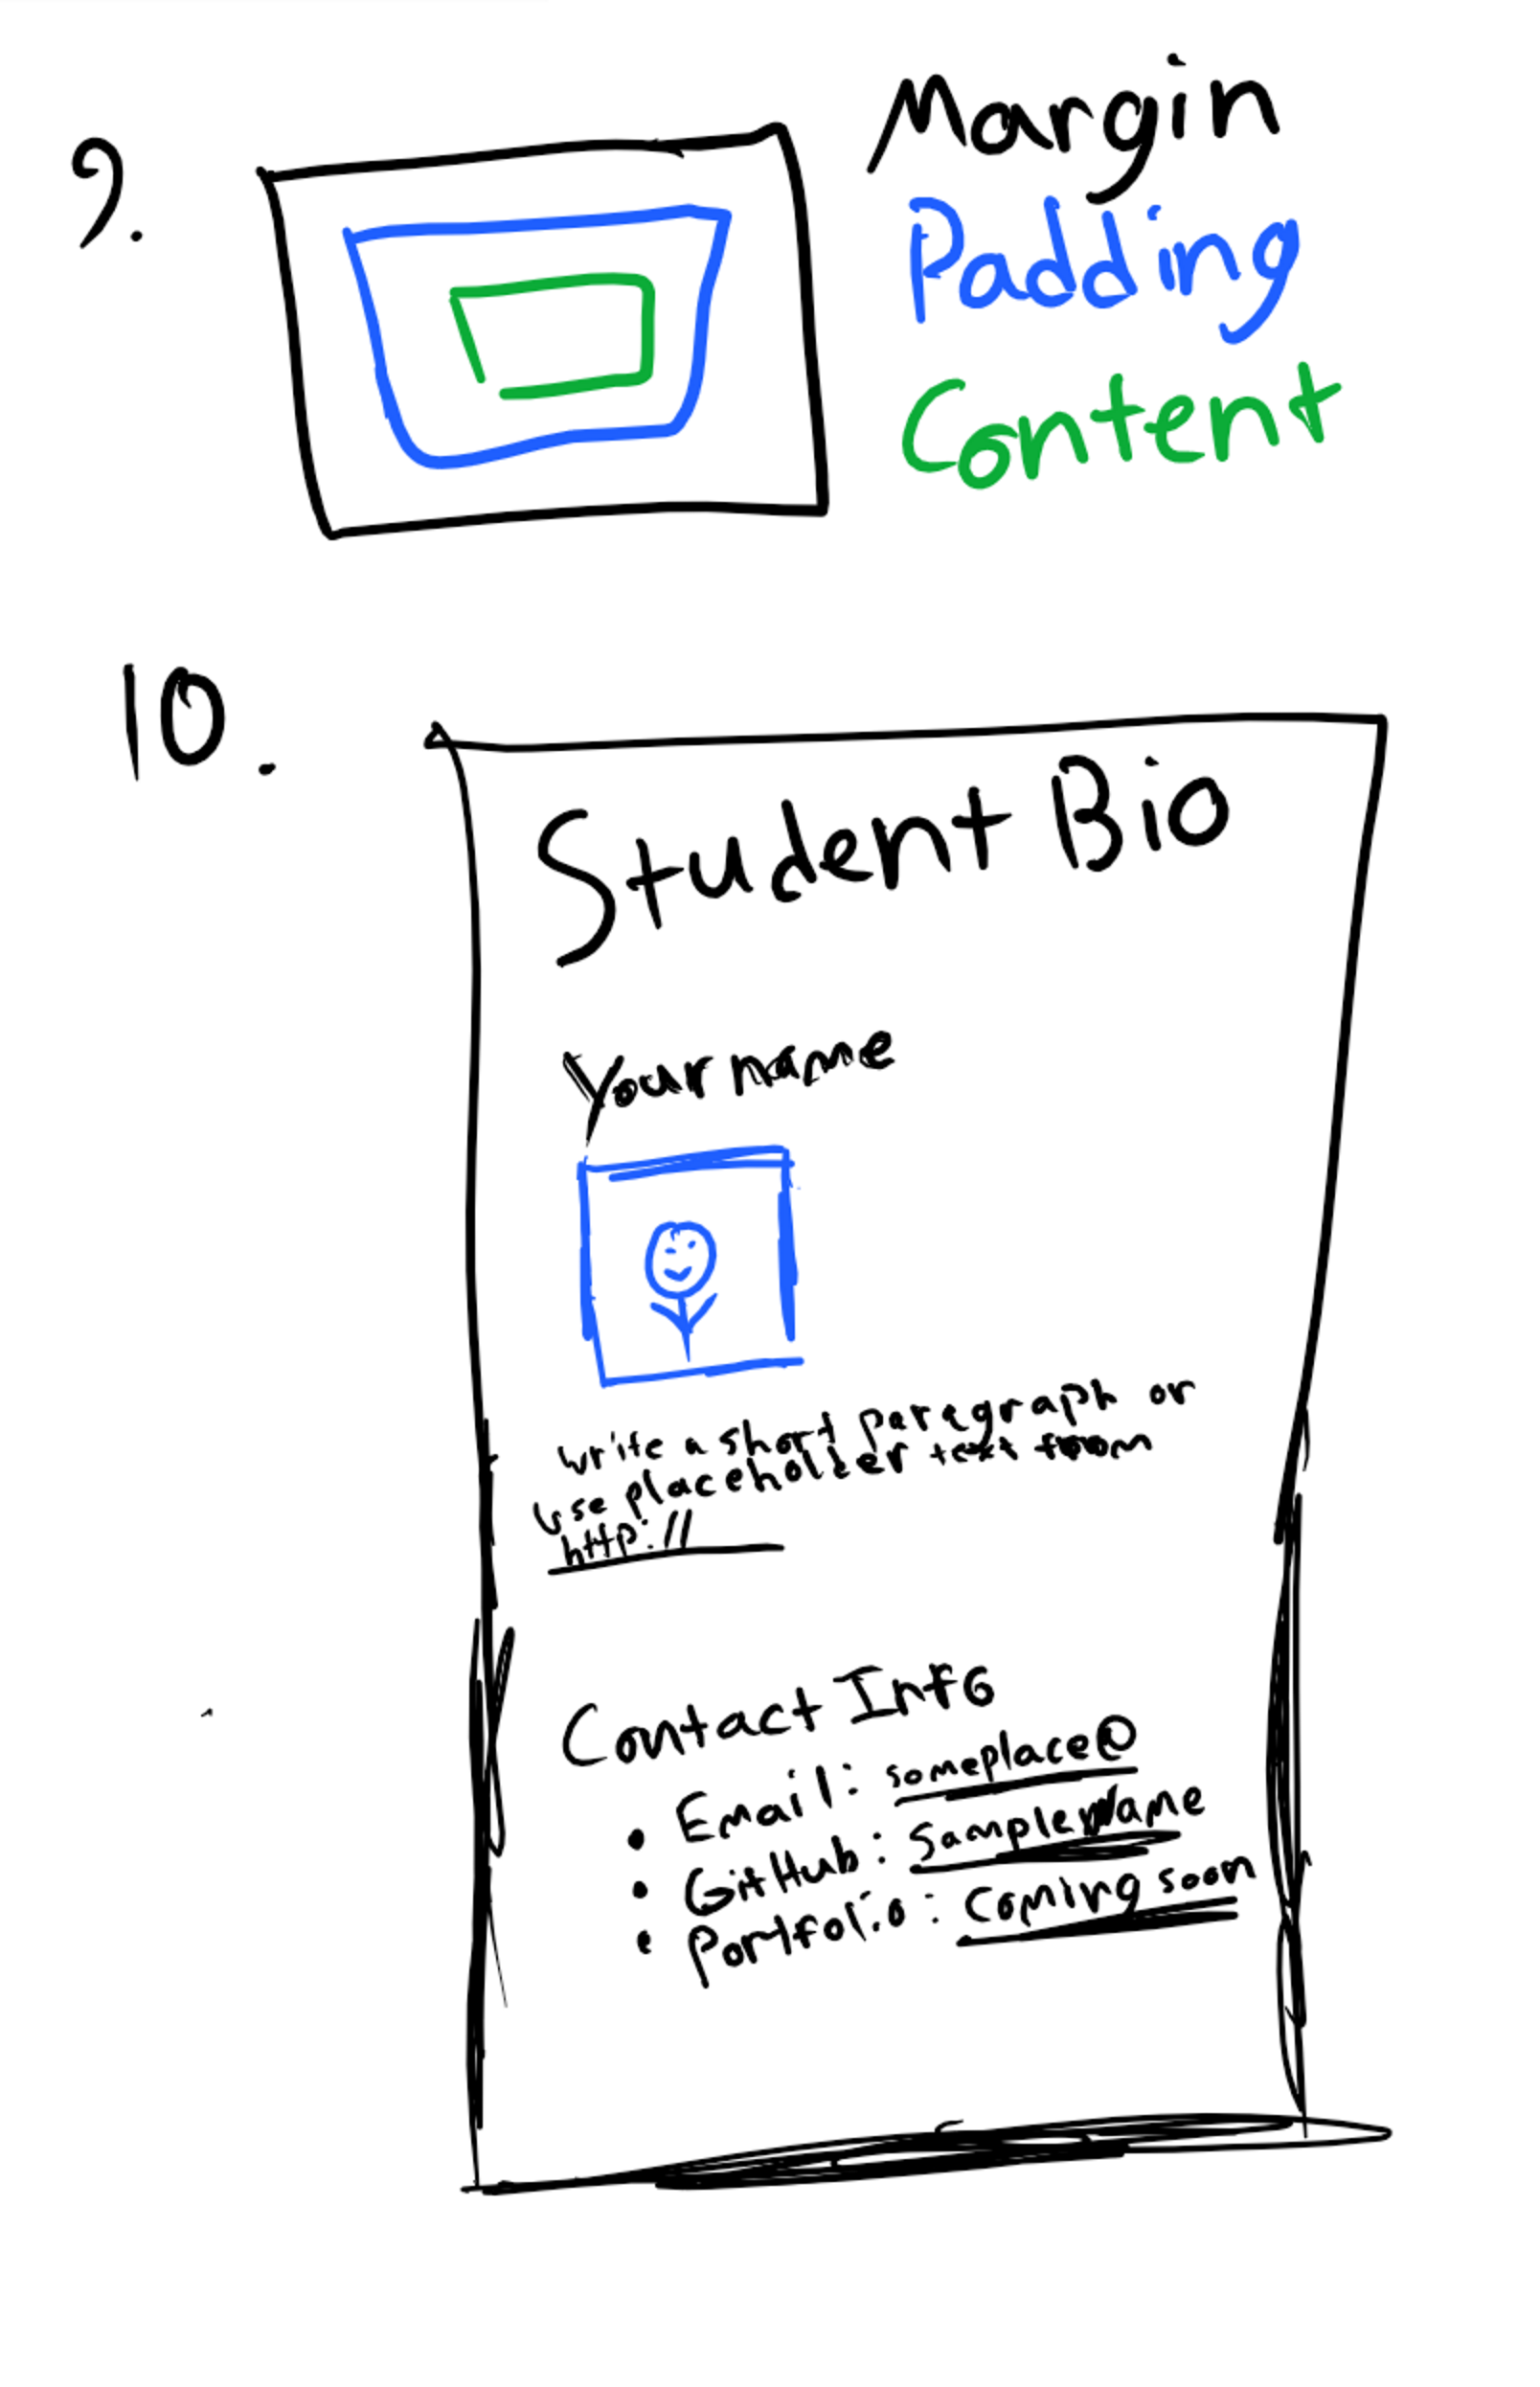 9.
Margin
Padding
Content
10.
Student Bio
Your name
write a short paragraph or
use placeholder text from
http://
Contact Info
• Email: someplace@
• GitHub: SampleName
• Portfolio: Coming soon